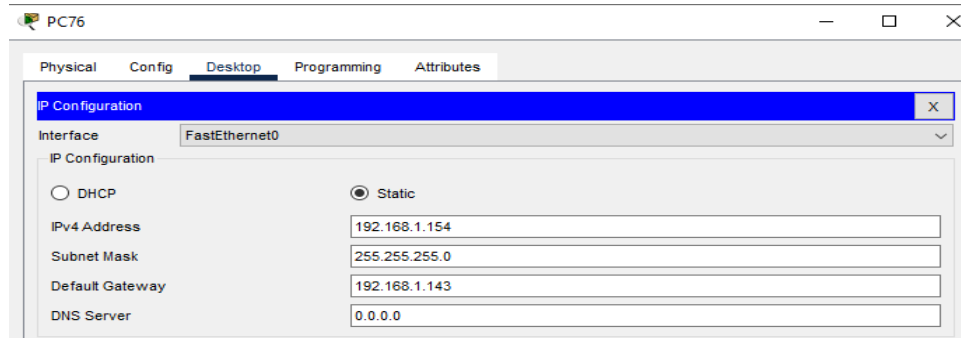 PC76
Physical Config Desktop Programming Attributes
IP Configuration X
Interface FastEthernet0
IP Configuration
DHCP Static
IPv4 Address 192.168.1.154
Subnet Mask 255.255.255.0
Default Gateway 192.168.1.143
DNS Server 0.0.0.0